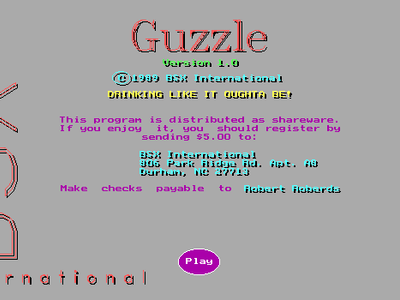 Guzzle
Version 1.0
©1989 BSX International
DRINKING LIKE IT OUGHTA BE!
This program is distributed as shareware.
If you enjoy it, you should register by
sending $5.00 to:
BSX International
806 Park Ridge Rd. Apt. A8
Durham, NC 27713
Make checks payable to Robert Roberds
Play
rnational